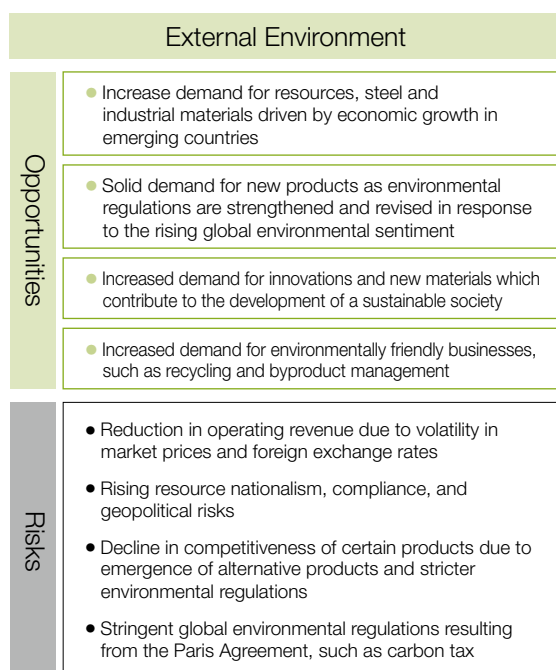 External Environment
Opportunities
● Increase demand for resources, steel and
industrial materials driven by economic growth in
emerging countries
● Solid demand for new products as environmental
regulations are strengthened and revised in response
to the rising global environmental sentiment
● Increased demand for innovations and new materials which
contribute to the development of a sustainable society
● Increased demand for environmentally friendly businesses,
such as recycling and byproduct management
Risks
● Reduction in operating revenue due to volatility in
market prices and foreign exchange rates
● Rising resource nationalism, compliance, and
geopolitical risks
● Decline in competitiveness of certain products due to
emergence of alternative products and stricter
environmental regulations
● Stringent global environmental regulations resulting
from the Paris Agreement, such as carbon tax